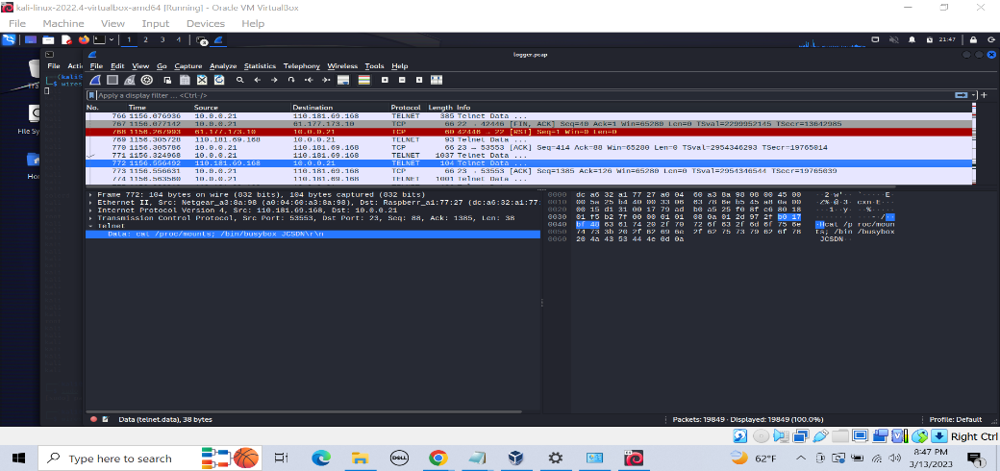 kali-linux-2022.4-virtualbox-amd64 [Running] - Oracle VM VirtualBox
File Machine View Input Devices Help
1 2 3 4 21:47
logger.pcap
File Edit View Go Capture Analyze Statistics Telephony Wireless Tools Help
Apply a display filter ... <Ctrl-/>
No. Time Source Destination Protocol Length Info
766 1156.076936 10.0.0.21 110.181.69.168 TELNET 385 Telnet Data ...
767 1156.077142 10.0.0.21 61.177.173.10 TCP 66 22 → 42446 [FIN, ACK] Seq=40 Ack=1 Win=65280 Len=0 TSval=2299952145 TSecr=13642985
768 1156.267993 61.177.173.10 10.0.0.21 TCP 60 42446 → 22 [RST] Seq=1 Win=0 Len=0
769 1156.305728 110.181.69.168 10.0.0.21 TELNET 93 Telnet Data ...
770 1156.305786 10.0.0.21 110.181.69.168 TCP 66 23 → 53553 [ACK] Seq=414 Ack=88 Win=65280 Len=0 TSval=2954346293 TSecr=19765014
771 1156.324968 10.0.0.21 110.181.69.168 TELNET 1037 Telnet Data ...
772 1156.556492 110.181.69.168 10.0.0.21 TELNET 104 Telnet Data ...
773 1156.556631 10.0.0.21 110.181.69.168 TCP 66 23 → 53553 [ACK] Seq=1385 Ack=126 Win=65280 Len=0 TSval=2954346544 TSecr=19765039
774 1156.563580 10.0.0.21 110.181.69.168 TELNET 1001 Telnet Data ...
Frame 772: 104 bytes on wire (832 bits), 104 bytes captured (832 bits)
Ethernet II, Src: Netgear_a3:8a:98 (a0:04:60:a3:8a:98), Dst: Raspberr_a1:77:27 (dc:a6:32:a1:77:
Internet Protocol Version 4, Src: 110.181.69.168, Dst: 10.0.0.21
Transmission Control Protocol, Src Port: 53553, Dst Port: 23, Seq: 88, Ack: 1385, Len: 38
Telnet
Data: cat /proc/mounts; /bin/busybox JCSDN\r\n
0000 dc a6 32 a1 77 27 a0 04 60 a3 8a 98 08 00 45 00
0010 00 5a 25 b4 40 00 33 06 63 78 6e b5 45 a8 0a 00
0020 00 15 d1 31 00 17 79 ad b0 a5 25 f0 8f c6 80 18
0030 01 f5 b2 7f 00 00 01 01 08 0a 01 2d 97 2f b0 17
0040 bf 48 63 61 74 20 2f 70 72 6f 63 2f 6d 6f 75 6e Hcat /p roc/moun
0050 74 73 3b 20 2f 62 69 6e 2f 62 75 73 79 62 6f 78 ts; /bin /busybox
0060 20 4a 43 53 44 4e 0d 0a JCSDN
Data (telnet.data), 38 bytes
Packets: 19849 · Displayed: 19849 (100.0%)
Profile: Default
Right Ctrl
Type here to search
DELL
62°F
8:47 PM
3/13/2023
1